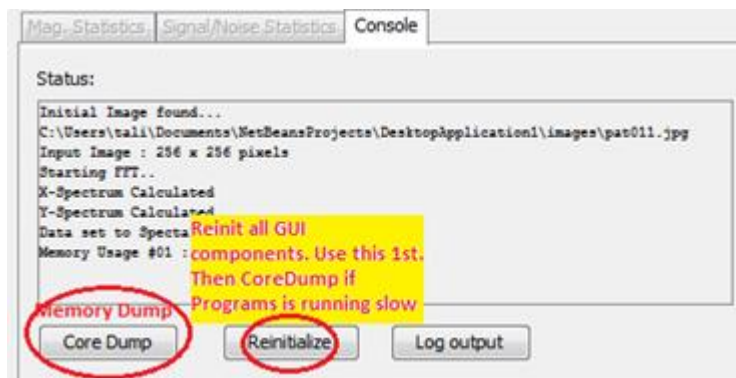 Mag. Statistics Signal/Noise Statistics Console
Status:
Initial Image found...
C:\Users\tali\Documents\NetBeansProjects\DesktopApplication1\images\pat011.jpg
Input Image : 256 x 256 pixels
Starting FFT..
X-Spectrum Calculated
Y-Spectrum Calculated
Data set to Specta
Memory Usage #01 :
Reinit all GUI
components. Use this 1st.
Then CoreDump if
Programs is running slow
Memory Dump
Core Dump Reinitialize Log output